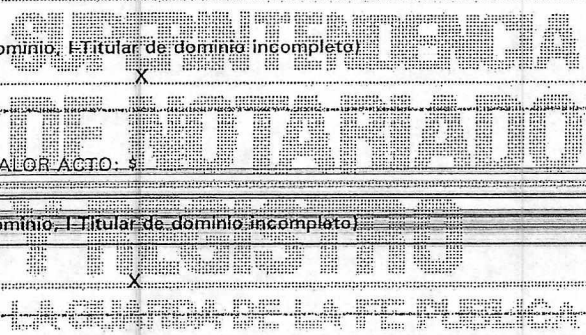 SUPERINTENDENCIA
ominio, I-Titular de dominio incompleto)
X
DE NOTARIADO
ALOR ACTO: $
ominio, I-Titular de dominio incompleto)
Y REGISTRO
X
LA GUARDA DE LA FE PUBLICA